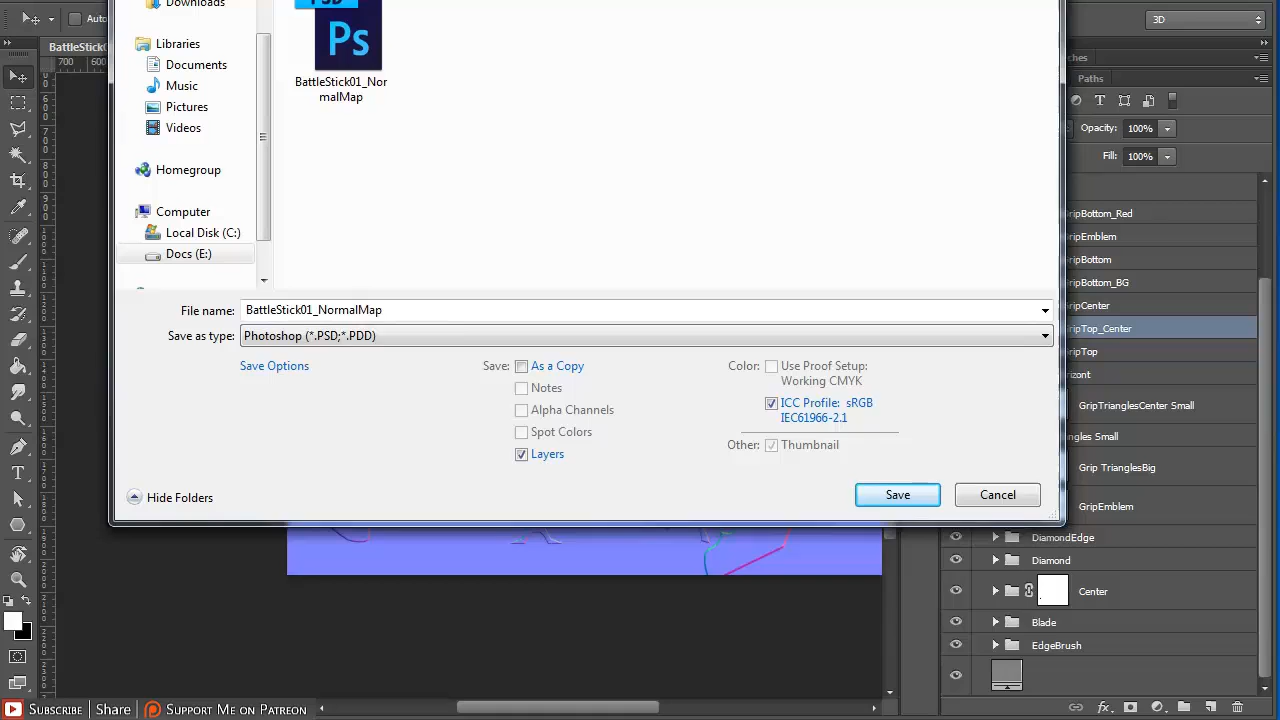 Auto
3D
BattleStick
Downloads
PSD
Ps
BattleStick01_Nor
malMap
Libraries
Documents
Music
Pictures
Videos
Homegroup
Computer
Local Disk (C:)
Docs (E:)
700
600
File name:
BattleStick01_NormalMap
Save as type:
Photoshop (*.PSD;*.PDD)
Save Options
Save:
As a Copy
Notes
Alpha Channels
Spot Colors
Layers
Color:
Use Proof Setup:
Working CMYK
ICC Profile: sRGB
IEC61966-2.1
Other:
Thumbnail
Hide Folders
Save
Cancel
Paths
Opacity:
100%
Fill:
100%
GripBottom_Red
GripEmblem
GripBottom
GripBottom_BG
GripCenter
GripTop_Center
GripTop
GripTrianglesCenter Small
Grip TrianglesBig
GripEmblem
DiamondEdge
Diamond
Center
Blade
EdgeBrush
Subscribe
Share
Support Me on Patreon